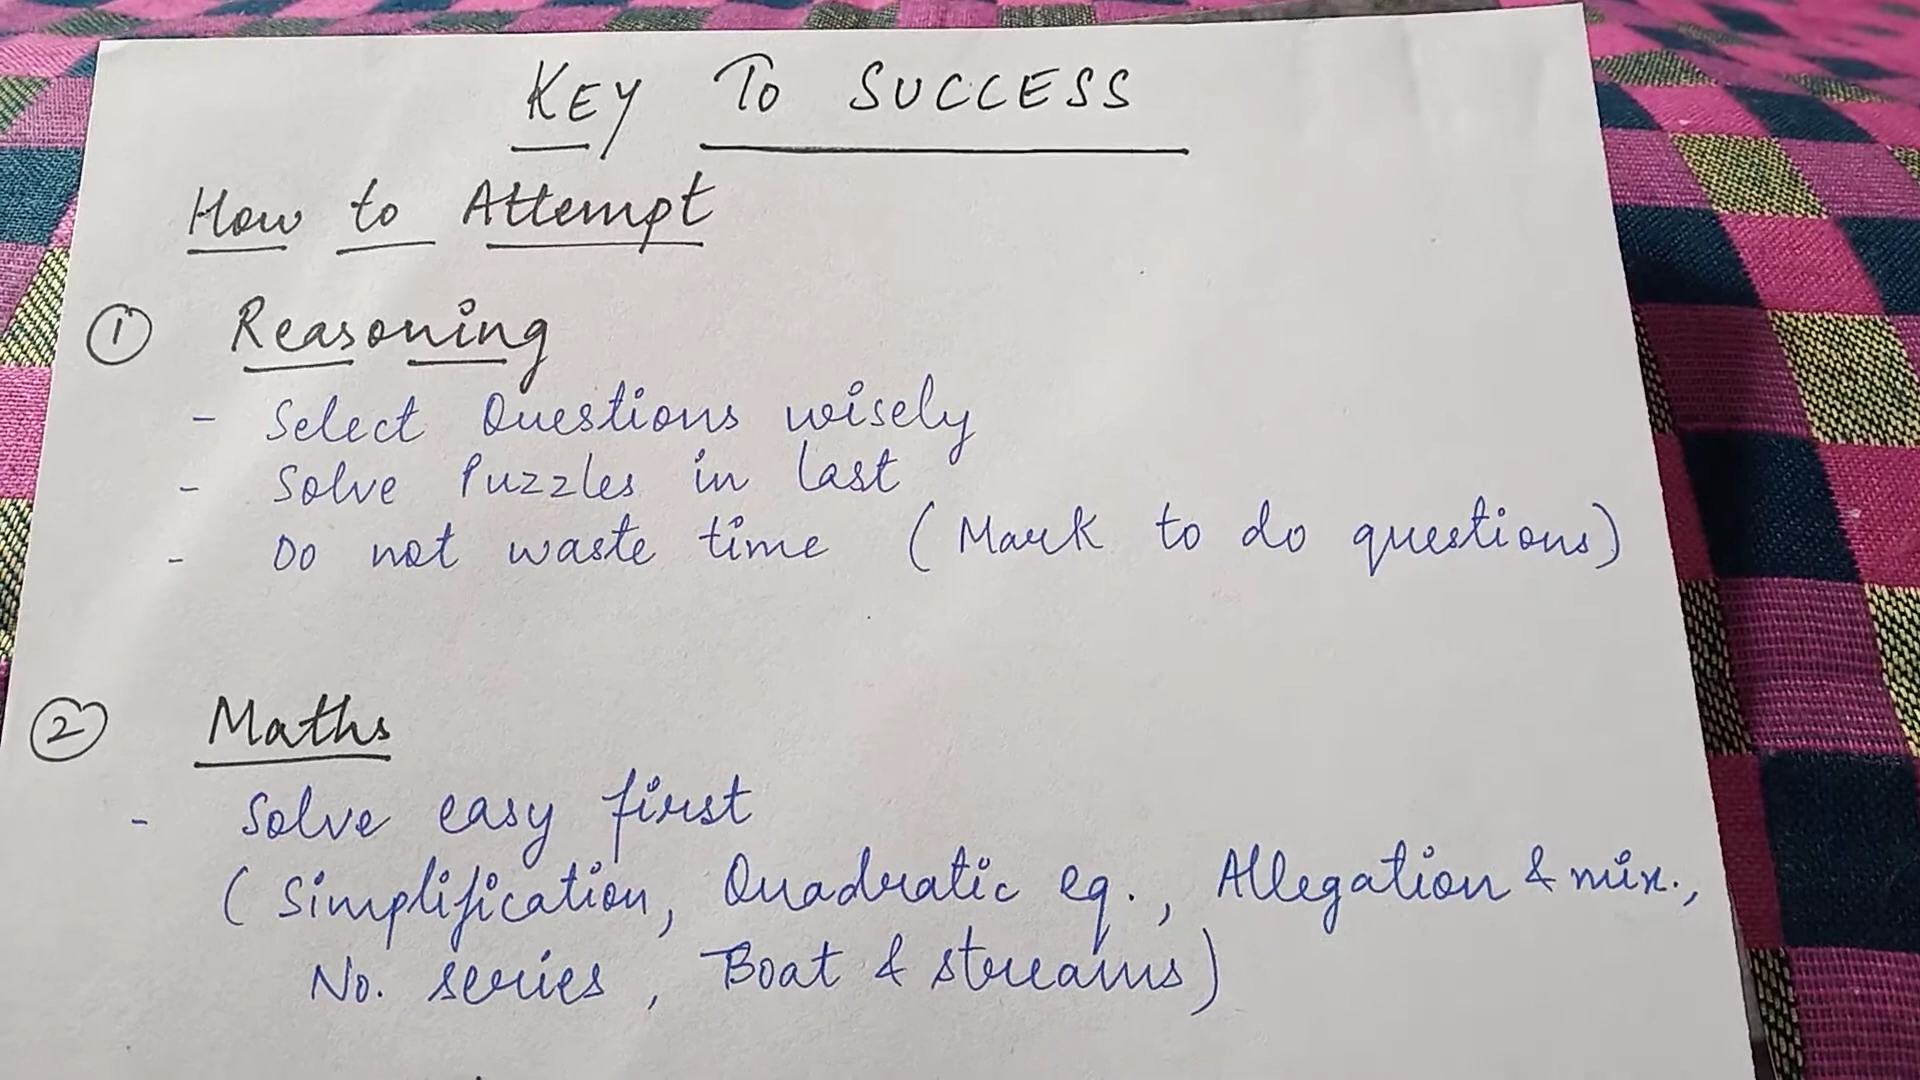 KEY To SUCCESS
How to Attempt
① Reasoning
- Select Questions wisely
- Solve Puzzles in last
- Do not waste time (Mark to do questions)
② Maths
- Solve easy first
(Simplification, Quadratic eq., Allegation & mix.,
No. series, Boat & streams)